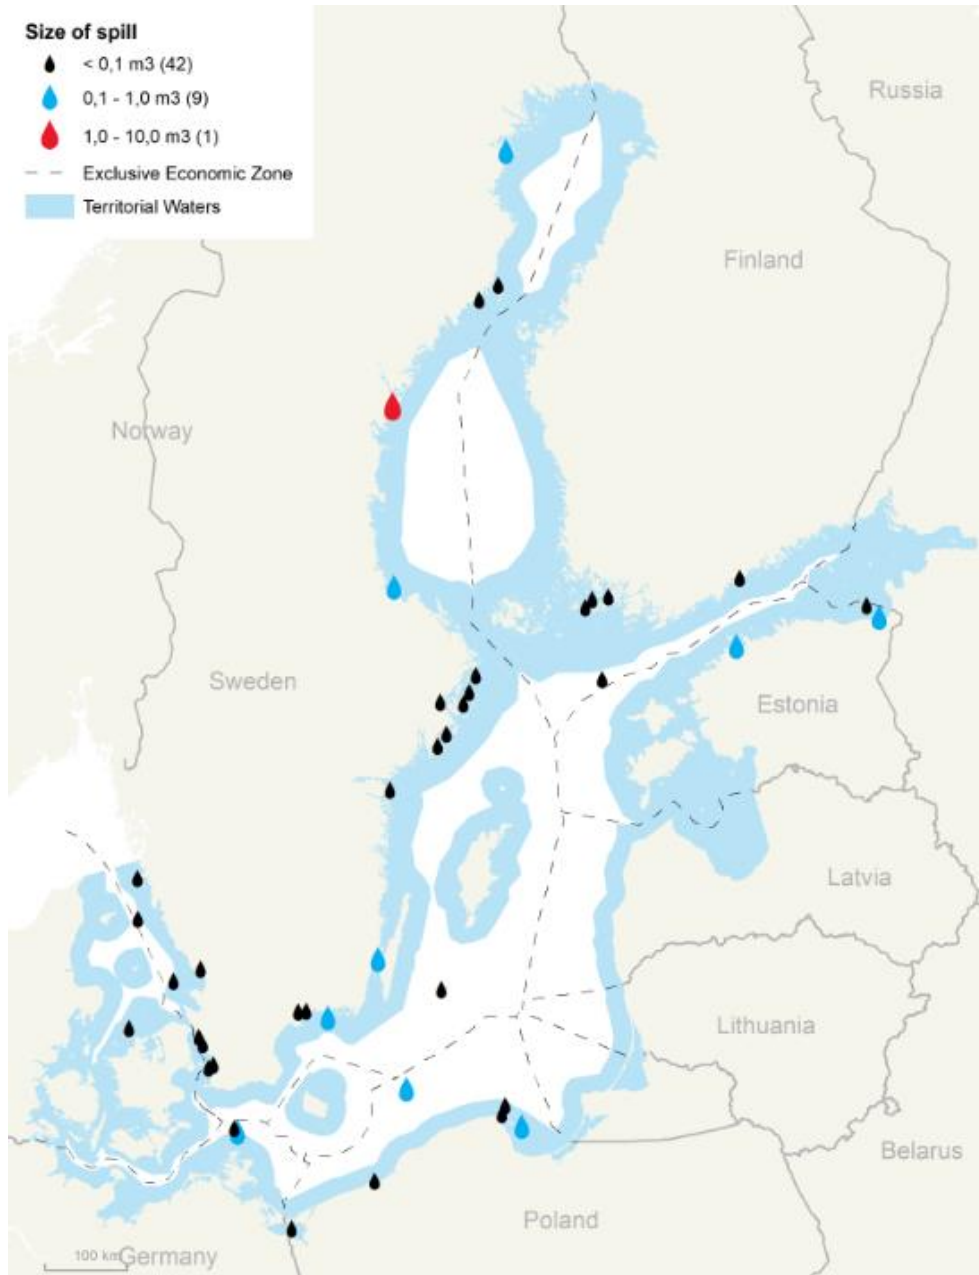 Size of spill
< 0,1 m3 (42)
0,1 - 1,0 m3 (9)
1,0 - 10,0 m3 (1)
Exclusive Economic Zone
Territorial Waters
Russia
Finland
Norway
Sweden
Estonia
Latvia
Lithuania
Belarus
Poland
100 km
Germany